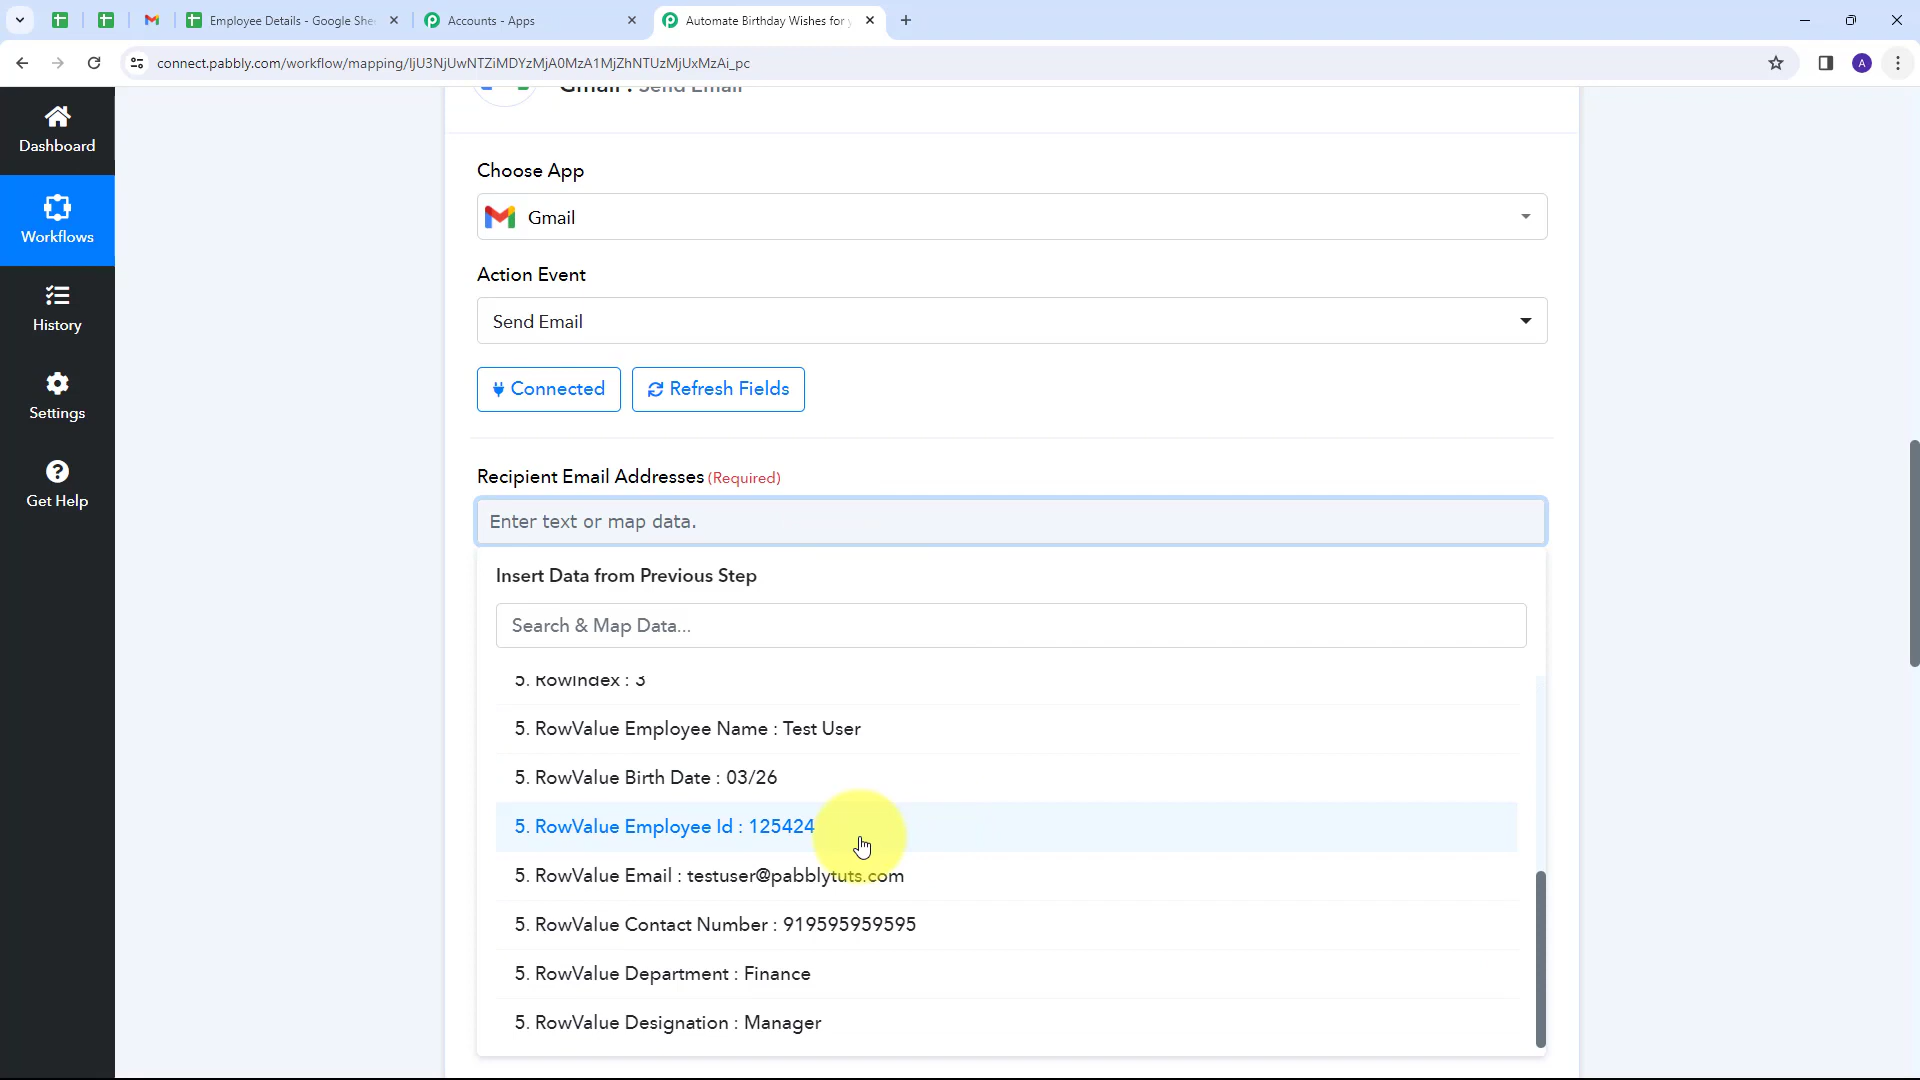 Employee Details - Google She
Accounts - Apps
Automate Birthday Wishes for y
connect.pabbly.com/workflow/mapping/IjU3NjUwNTZiMDYzMjA0MzA1MjZhNTUzMjUxMzAi_pc
A
Gmail : Send Email
Dashboard
Workflows
History
Settings
Get Help
Choose App
Gmail
Action Event
Send Email
Connected
Refresh Fields
Recipient Email Addresses (Required)
Enter text or map data.
Insert Data from Previous Step
Search & Map Data...
5. RowIndex : 3
5. RowValue Employee Name : Test User
5. RowValue Birth Date : 03/26
5. RowValue Employee Id : 125424
5. RowValue Email : testuser@pabblytuts.com
5. RowValue Contact Number : 919595959595
5. RowValue Department : Finance
5. RowValue Designation : Manager